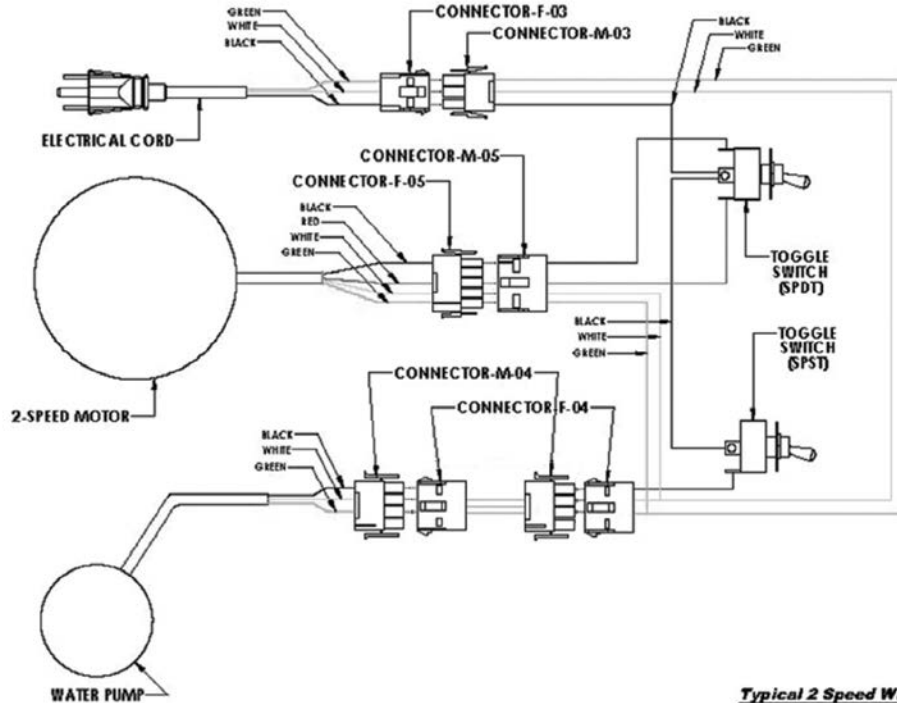 GREEN
WHITE
BLACK
CONNECTOR-F-03
CONNECTOR-M-03
BLACK
WHITE
GREEN
ELECTRICAL CORD
CONNECTOR-M-05
CONNECTOR-F-05
BLACK
RED
WHITE
GREEN
TOGGLE
SWITCH
(SPDT)
BLACK
WHITE
GREEN
TOGGLE
SWITCH
(SPST)
2-SPEED MOTOR
CONNECTOR-M-04
CONNECTOR-F-04
BLACK
WHITE
GREEN
WATER PUMP
Typical 2 Speed